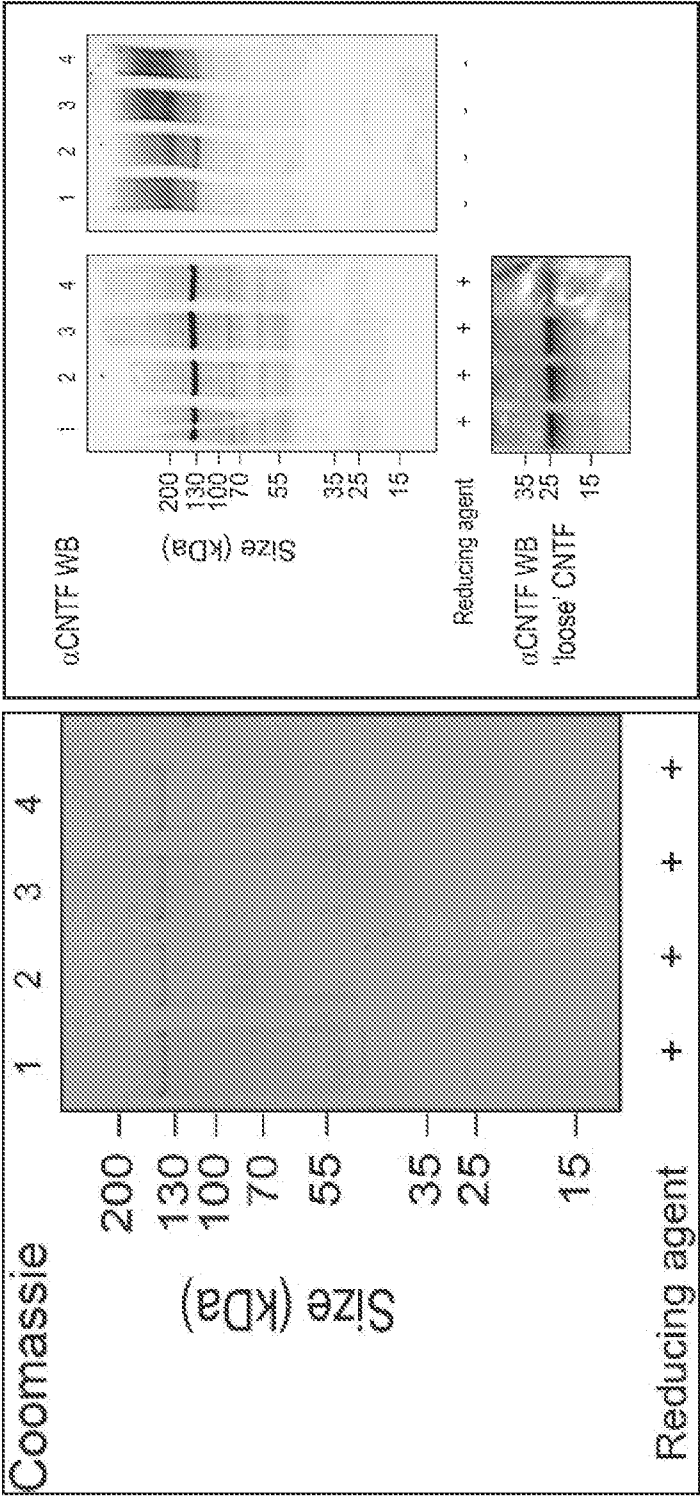 Coomassie
1 2 3 4
200
130
100
70
55
35
25
15
Size (kDa)
Reducing agent + + + +
αCNTF WB
1 2 3 4 1 2 3 4
200
130
100
70
55
35
25
15
Size (kDa)
Reducing agent + + + + - - - -
αCNTF WB
'loose' CNTF
35
25
15